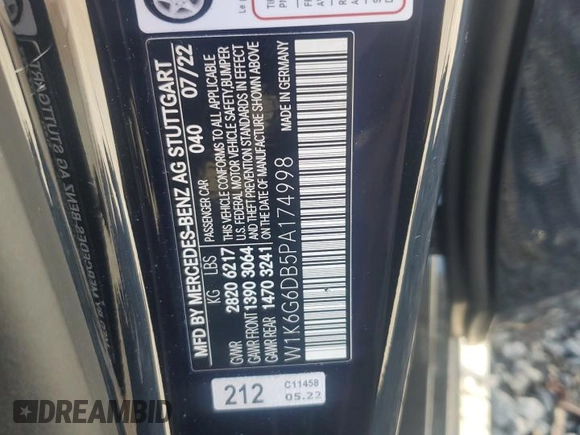 MFD BY MERCEDES-BENZ AG STUTTGART
040 07/22
PASSENGER CAR
THIS VEHICLE CONFORMS TO ALL APPLICABLE
U.S. FEDERAL MOTOR VEHICLE SAFETY, BUMPER
AND THEFT PREVENTION STANDARDS IN EFFECT
ON THE DATE OF MANUFACTURE SHOWN ABOVE
KG LBS
GVWR 2820 6217
GAWR FRONT 1390 3064
GAWR REAR 1470 3241
MADE IN GERMANY
W1K6G6DB5PA174998
212
C11458
05.22
DREAMBID